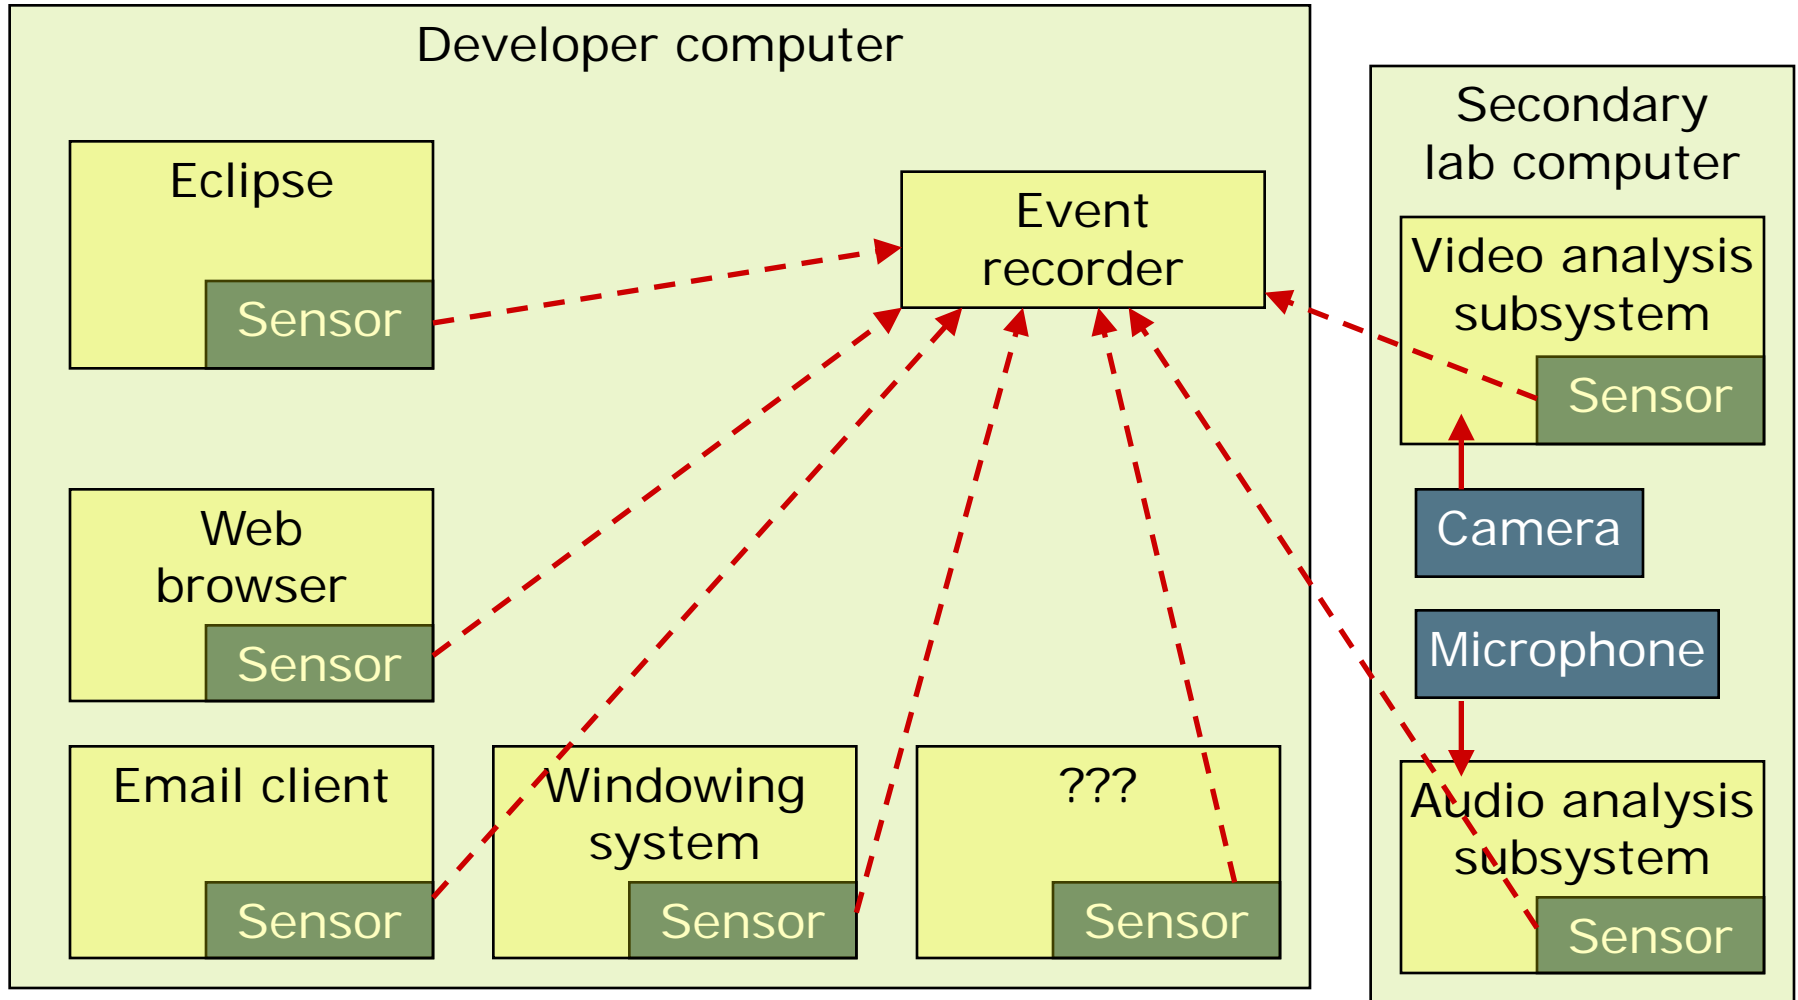 Developer computer
Eclipse
Sensor
Event
recorder
Web
browser
Sensor
Email client
Sensor
Windowing
system
Sensor
???
Sensor
Secondary
lab computer
Video analysis
subsystem
Sensor
Camera
Microphone
Audio analysis
subsystem
Sensor